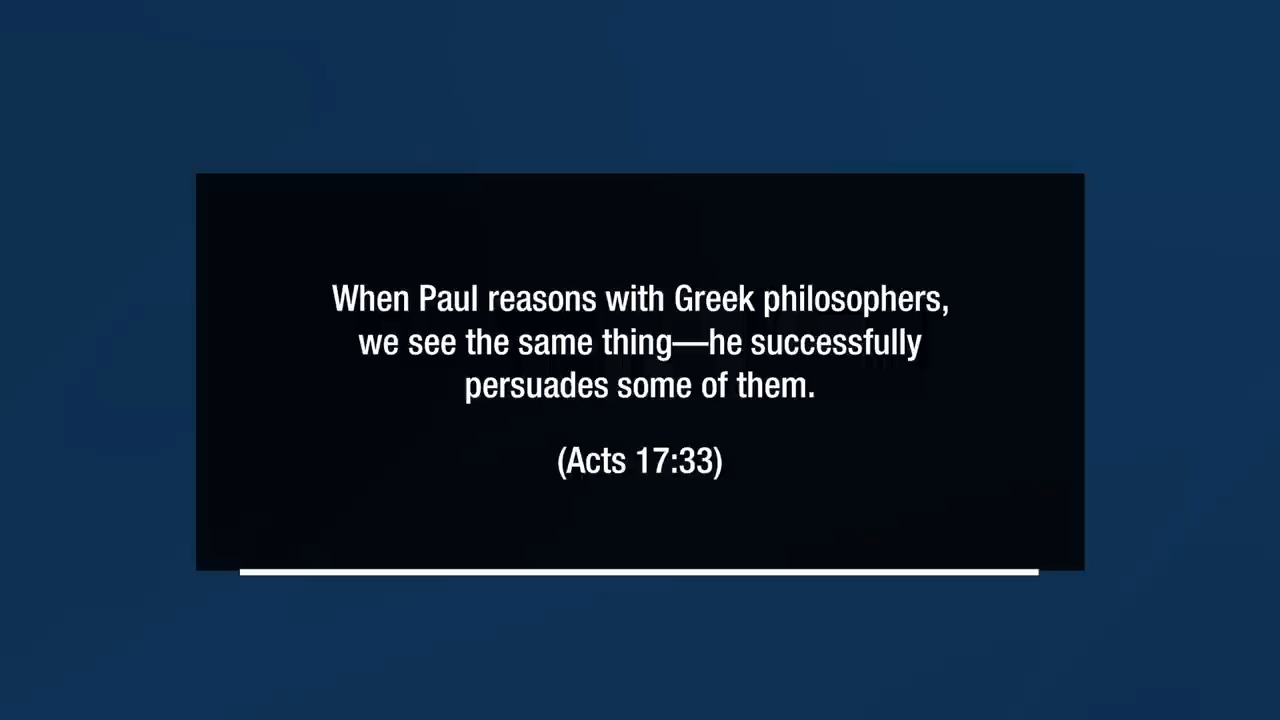 When Paul reasons with Greek philosophers,
we see the same thing—he successfully
persuades some of them.
(Acts 17:33)